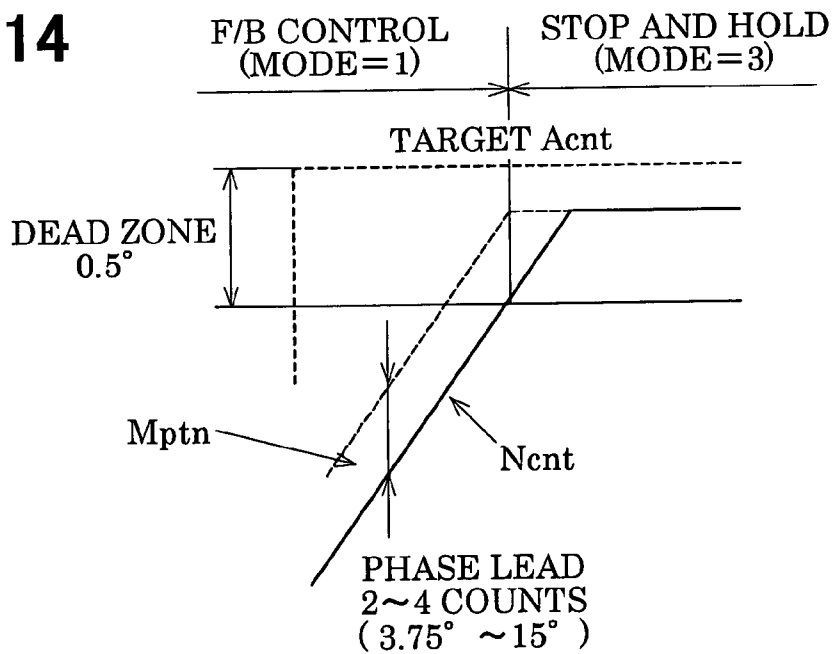 14
F/B CONTROL
(MODE=1)
STOP AND HOLD
(MODE=3)
TARGET Acnt
DEAD ZONE
0.5°
Mptn
Ncnt
PHASE LEAD
2~4 COUNTS
( 3.75° ~15° )